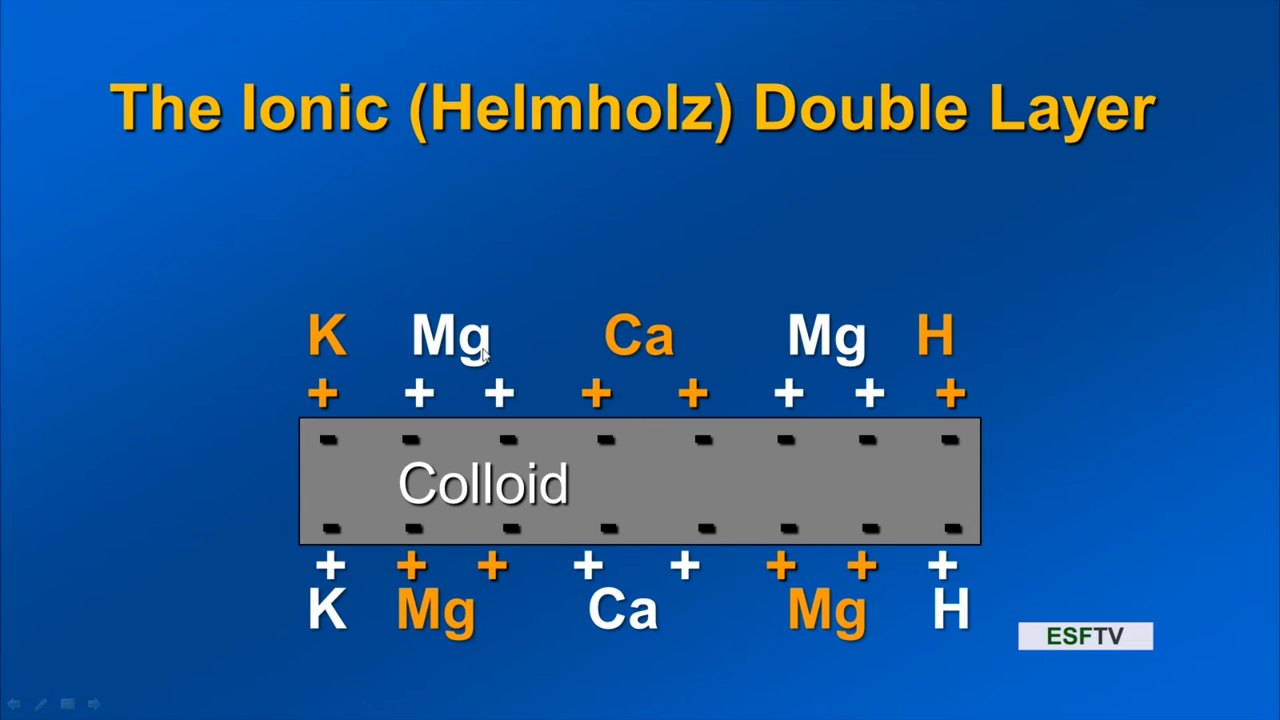 The Ionic (Helmholz) Double Layer
K Mg Ca Mg H
+ + + + + + + +
- - - - - - - -
Colloid
- - - - - - - -
+ + + + + + + +
K Mg Ca Mg H
ESFTV